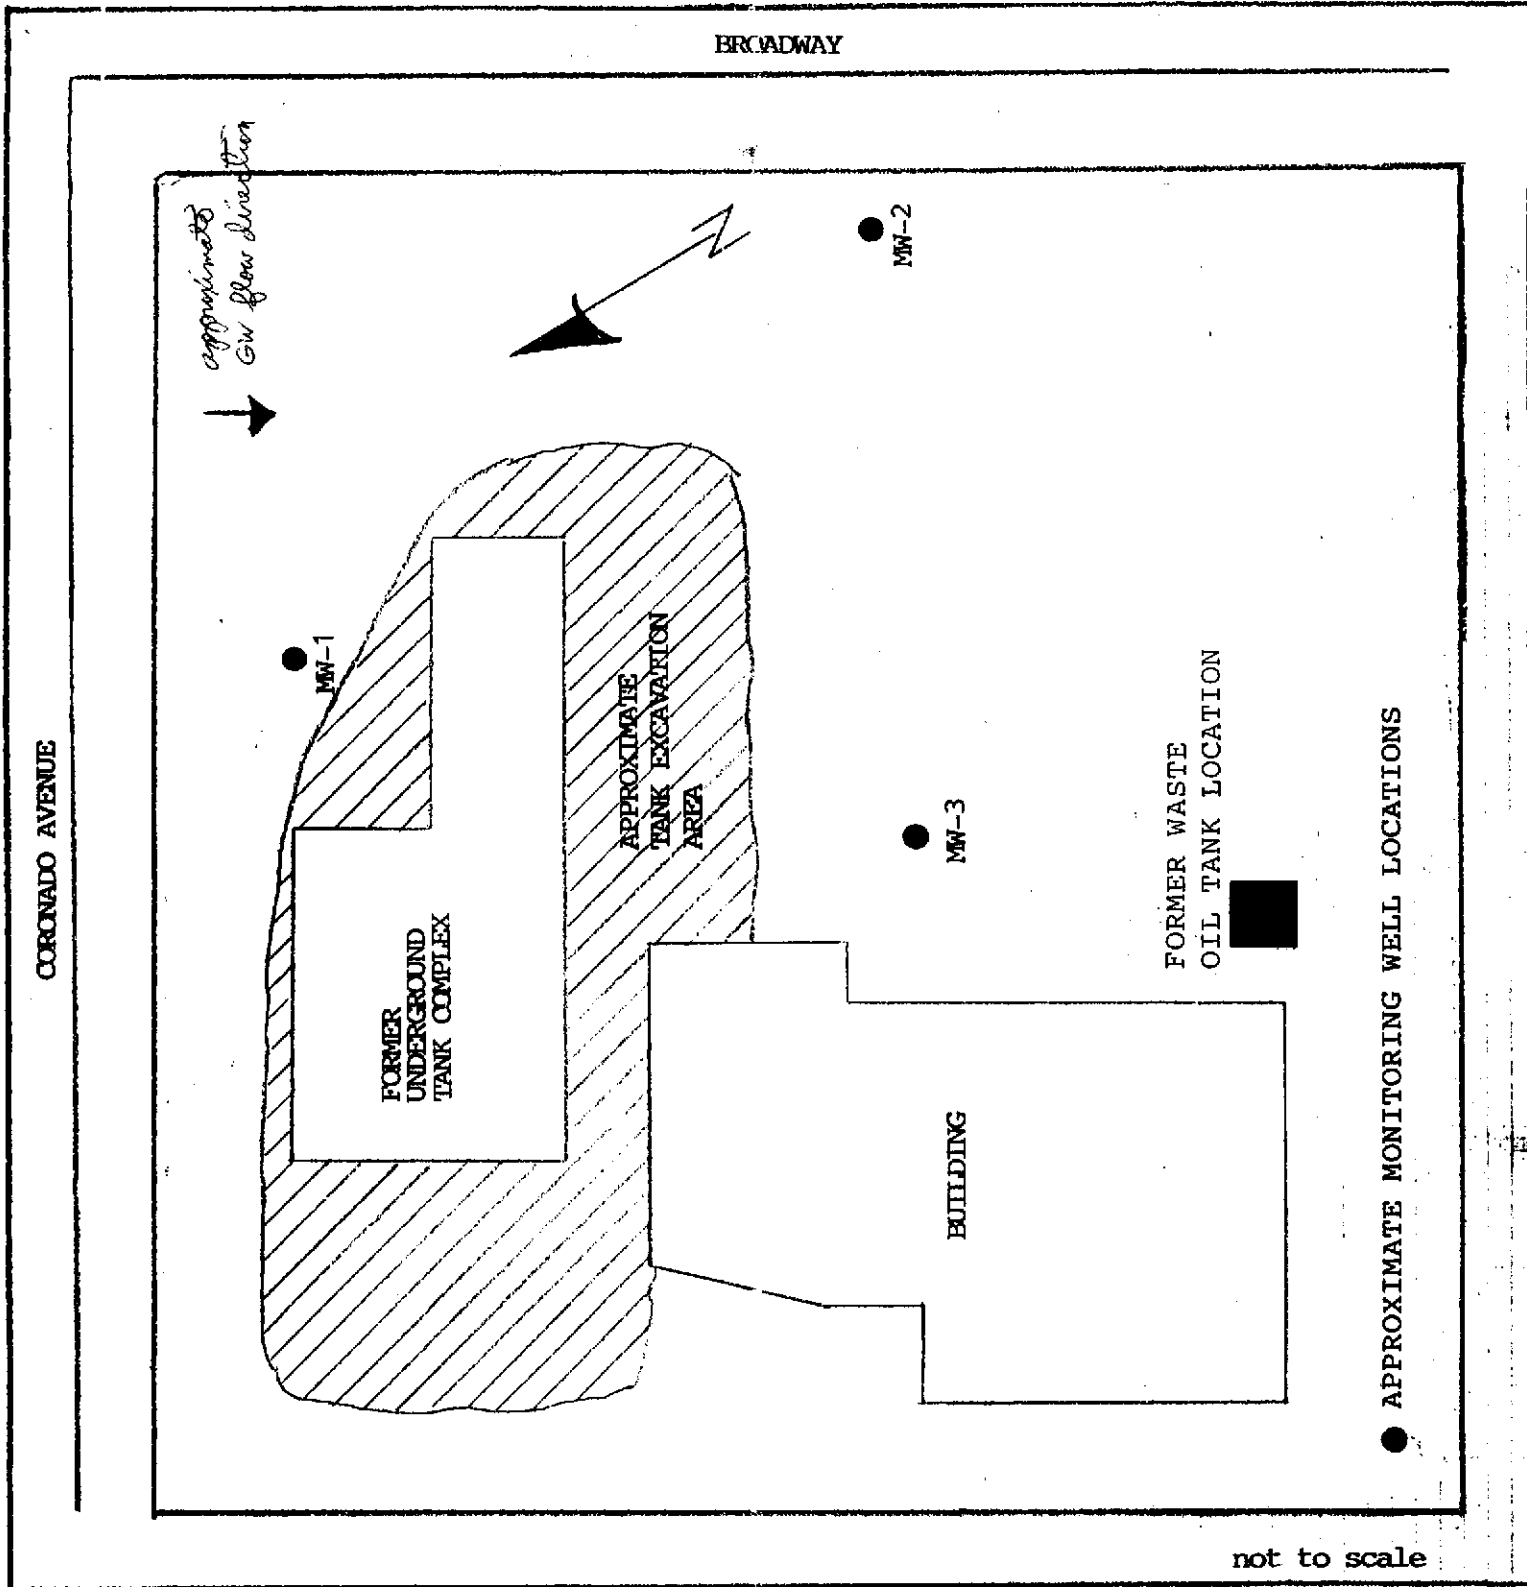 BROADWAY
approximate
GW flow direction
N
MW-2
CORONADO AVENUE
MW-1
APPROXIMATE
TANK EXCAVATION
AREA
MW-3
FORMER WASTE
OIL TANK LOCATION
FORMER
UNDERGROUND
TANK COMPLEX
BUILDING
APPROXIMATE MONITORING WELL LOCATIONS
not to scale